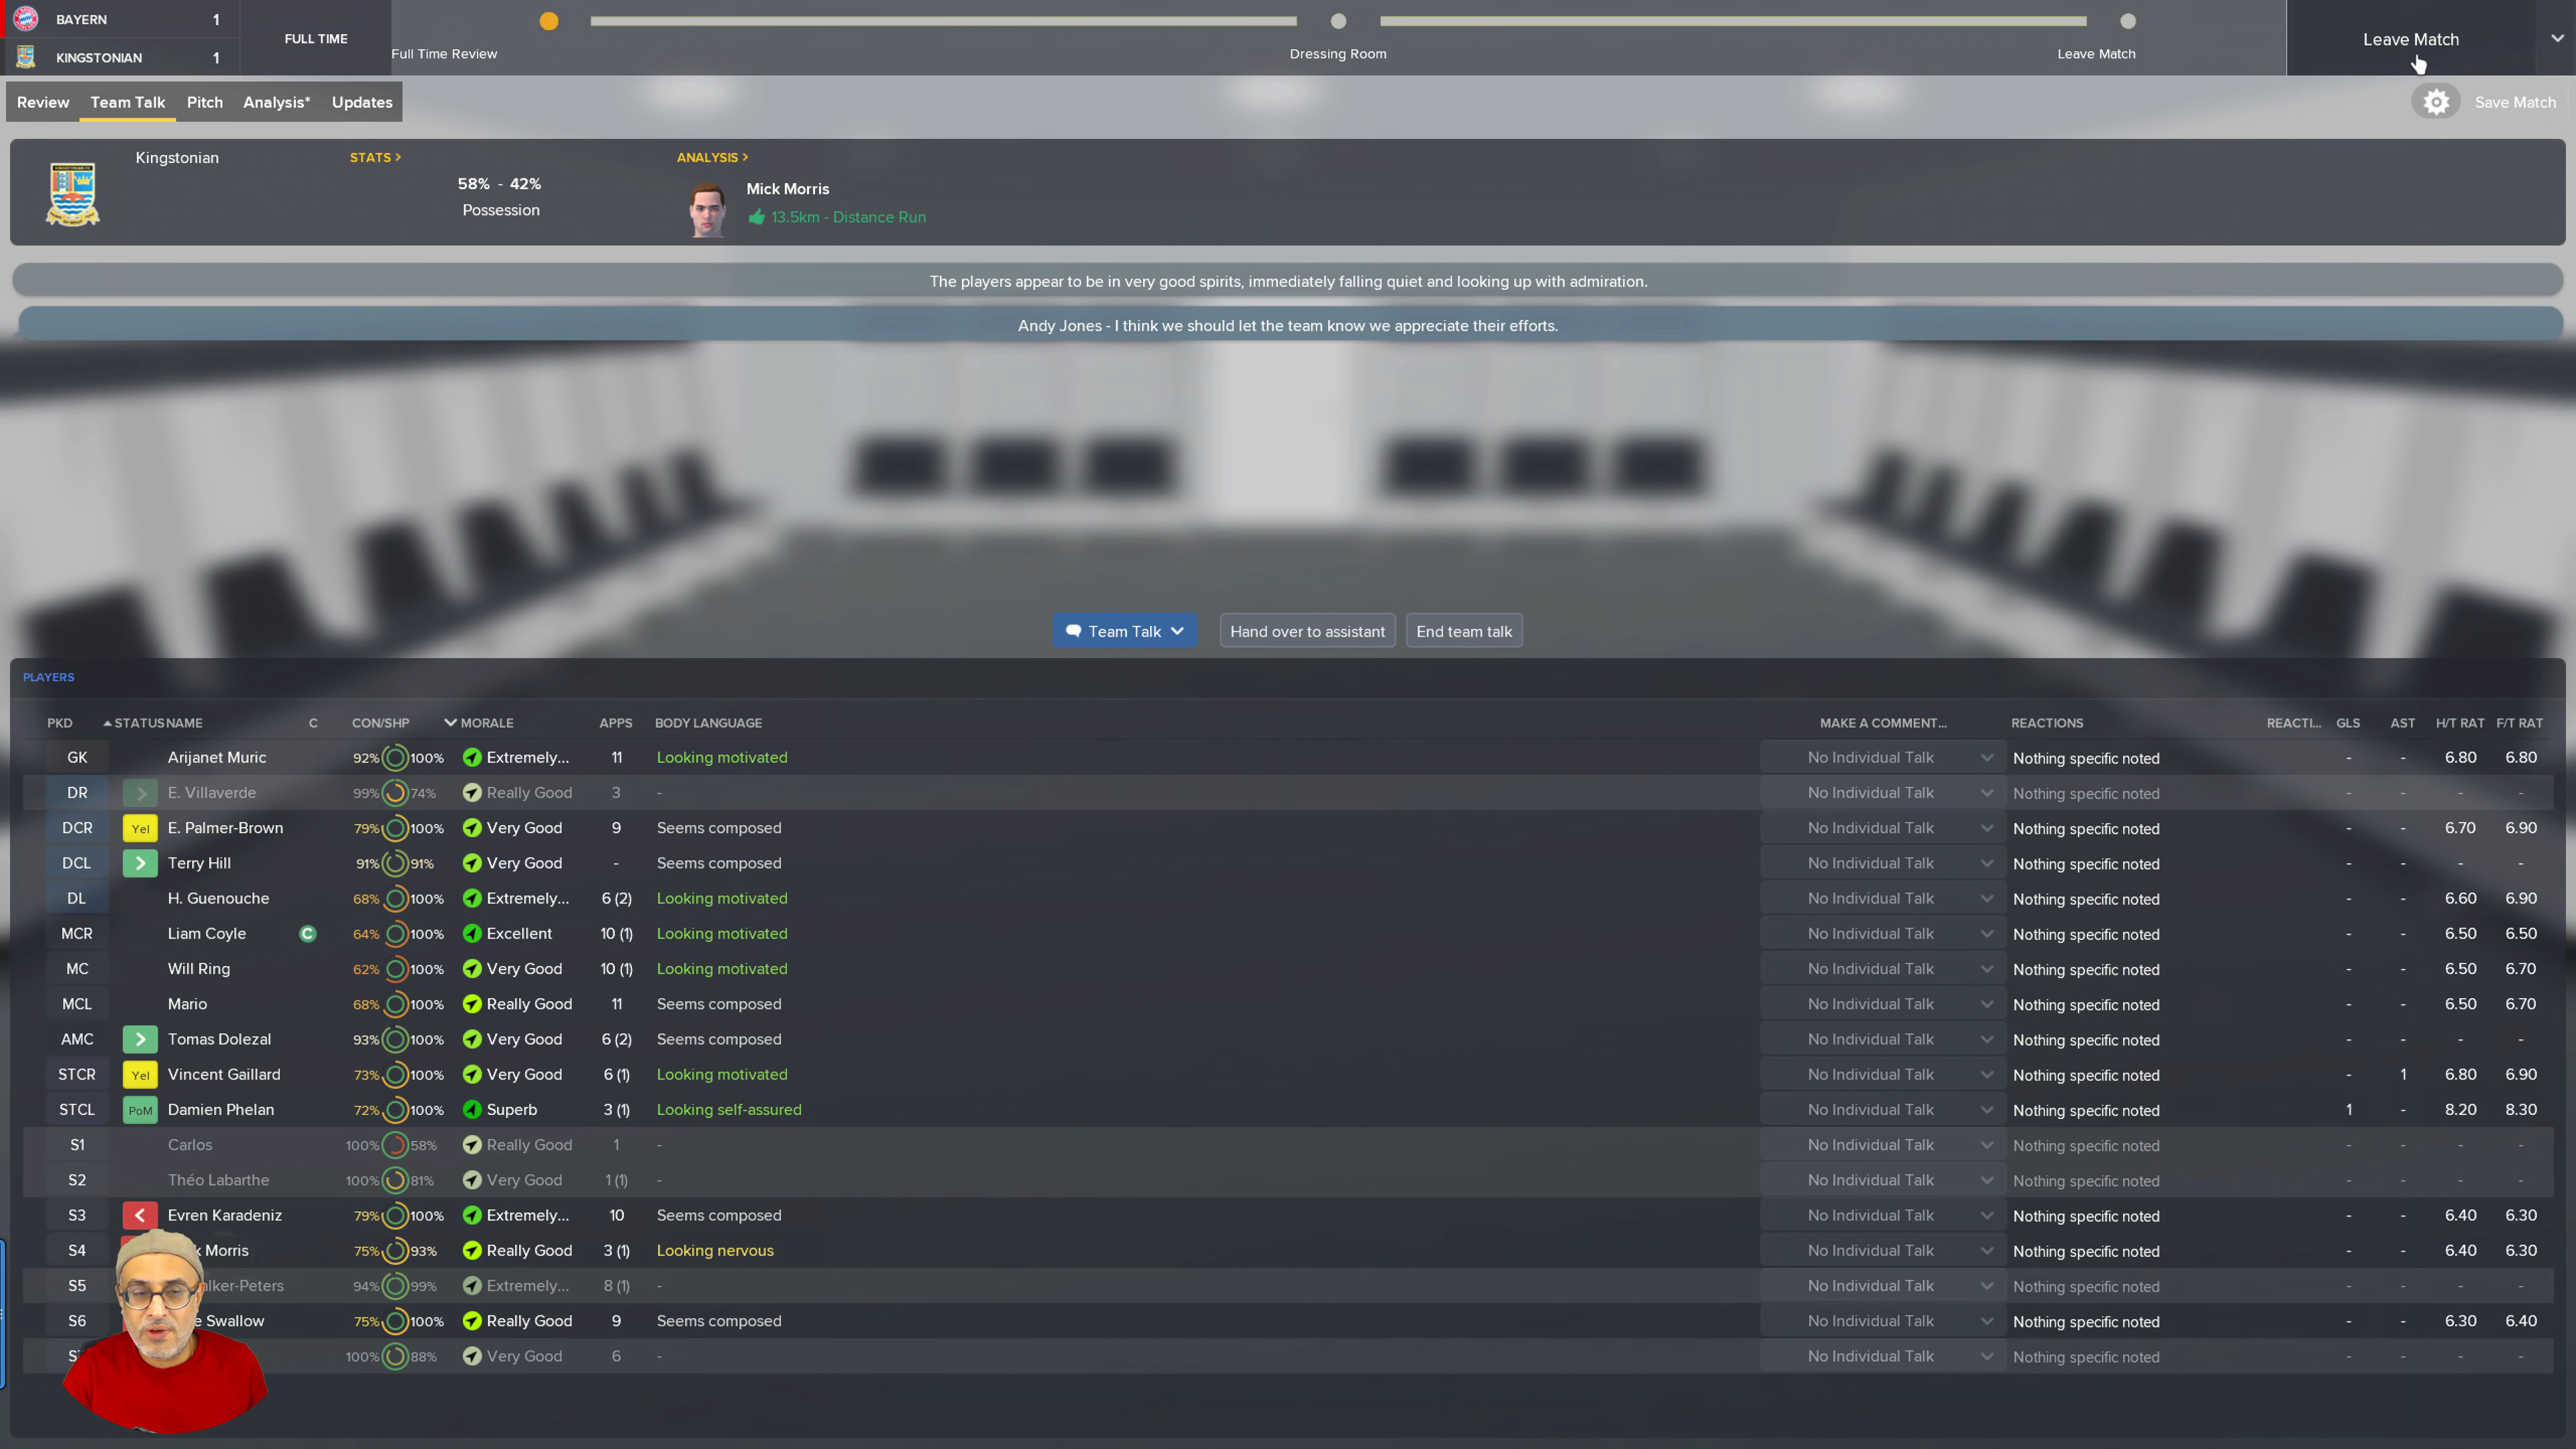 BAYERN 1
KINGSTONIAN 1
FULL TIME
Full Time Review
Dressing Room
Leave Match
Leave Match
Review Team Talk Pitch Analysis* Updates
Save Match
Kingstonian
STATS >
58% - 42%
Possession
ANALYSIS >
Mick Morris
13.5km - Distance Run
The players appear to be in very good spirits, immediately falling quiet and looking up with admiration.
Andy Jones - I think we should let the team know we appreciate their efforts.
Team Talk Hand over to assistant End team talk
PLAYERS
PKD STATUS NAME C CON/SHP MORALE APPS BODY LANGUAGE MAKE A COMMENT... REACTIONS REACTI... GLS AST H/T RAT F/T RAT
GK Arijanet Muric 92% 100% Extremely... 11 Looking motivated No Individual Talk Nothing specific noted - - 6.80 6.80
DR > E. Villaverde 99% 74% Really Good 3 - No Individual Talk Nothing specific noted - - - -
DCR Yel E. Palmer-Brown 79% 100% Very Good 9 Seems composed No Individual Talk Nothing specific noted - - 6.70 6.90
DCL > Terry Hill 91% 91% Very Good - Seems composed No Individual Talk Nothing specific noted - - - -
DL H. Guenouche 68% 100% Extremely... 6 (2) Looking motivated No Individual Talk Nothing specific noted - - 6.60 6.90
MCR Liam Coyle C 64% 100% Excellent 10 (1) Looking motivated No Individual Talk Nothing specific noted - - 6.50 6.50
MC Will Ring 62% 100% Very Good 10 (1) Looking motivated No Individual Talk Nothing specific noted - - 6.50 6.70
MCL Mario 68% 100% Really Good 11 Seems composed No Individual Talk Nothing specific noted - - 6.50 6.70
AMC > Tomas Dolezal 93% 100% Very Good 6 (2) Seems composed No Individual Talk Nothing specific noted - - - -
STCR Yel Vincent Gaillard 73% 100% Very Good 6 (1) Looking motivated No Individual Talk Nothing specific noted - 1 6.80 6.90
STCL PoM Damien Phelan 72% 100% Superb 3 (1) Looking self-assured No Individual Talk Nothing specific noted 1 - 8.20 8.30
S1 Carlos 100% 58% Really Good 1 - No Individual Talk Nothing specific noted - - - -
S2 Théo Labarthe 100% 81% Very Good 1 (1) - No Individual Talk Nothing specific noted - - - -
S3 < Evren Karadeniz 79% 100% Extremely... 10 Seems composed No Individual Talk Nothing specific noted - - 6.40 6.30
S4 Morris 75% 93% Really Good 3 (1) Looking nervous No Individual Talk Nothing specific noted - - 6.40 6.30
S5 alker-Peters 94% 99% Extremely... 8 (1) - No Individual Talk Nothing specific noted - - - -
S6 Swallow 75% 100% Really Good 9 Seems composed No Individual Talk Nothing specific noted - - 6.30 6.40
100% 88% Very Good 6 - No Individual Talk Nothing specific noted - - - -